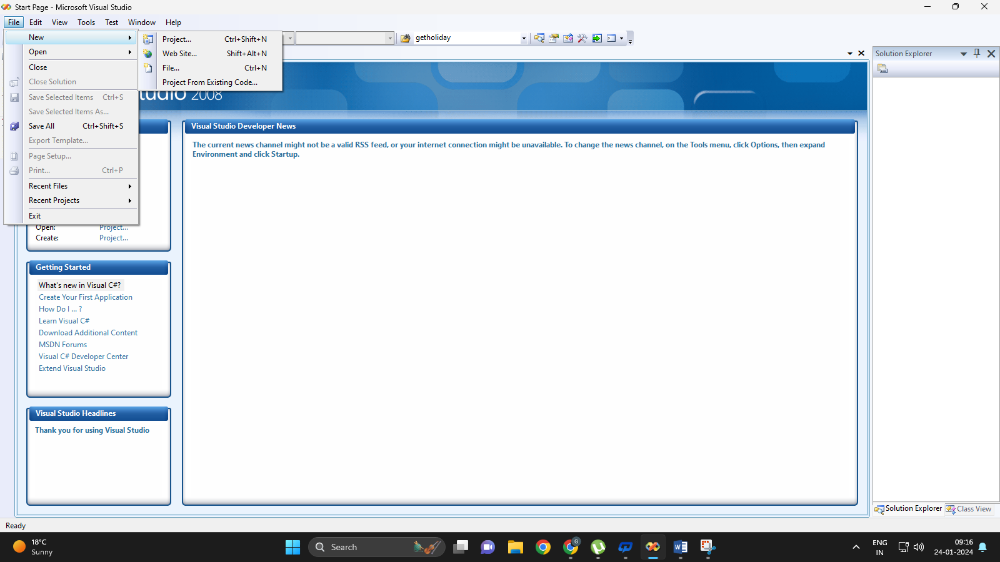 Start Page - Microsoft Visual Studio
File Edit View Tools Test Window Help
New
Open
Close
Close Solution
Save Selected Items Ctrl+S
Save Selected Items As...
Save All Ctrl+Shift+S
Export Template...
Page Setup...
Print... Ctrl+P
Recent Files
Recent Projects
Exit
Project... Ctrl+Shift+N
Web Site... Shift+Alt+N
File... Ctrl+N
Project From Existing Code...
getholiday
2008
Open: Project...
Create: Project...
Getting Started
What's new in Visual C#?
Create Your First Application
How Do I ... ?
Learn Visual C#
Download Additional Content
MSDN Forums
Visual C# Developer Center
Extend Visual Studio
Visual Studio Headlines
Thank you for using Visual Studio
Visual Studio Developer News
The current news channel might not be a valid RSS feed, or your internet connection might be unavailable. To change the news channel, on the Tools menu, click Options, then expand
Environment and click Startup.
Solution Explorer
Solution Explorer Class View
Ready
18°C
Sunny
Search
G
ENG
IN
09:16
24-01-2024